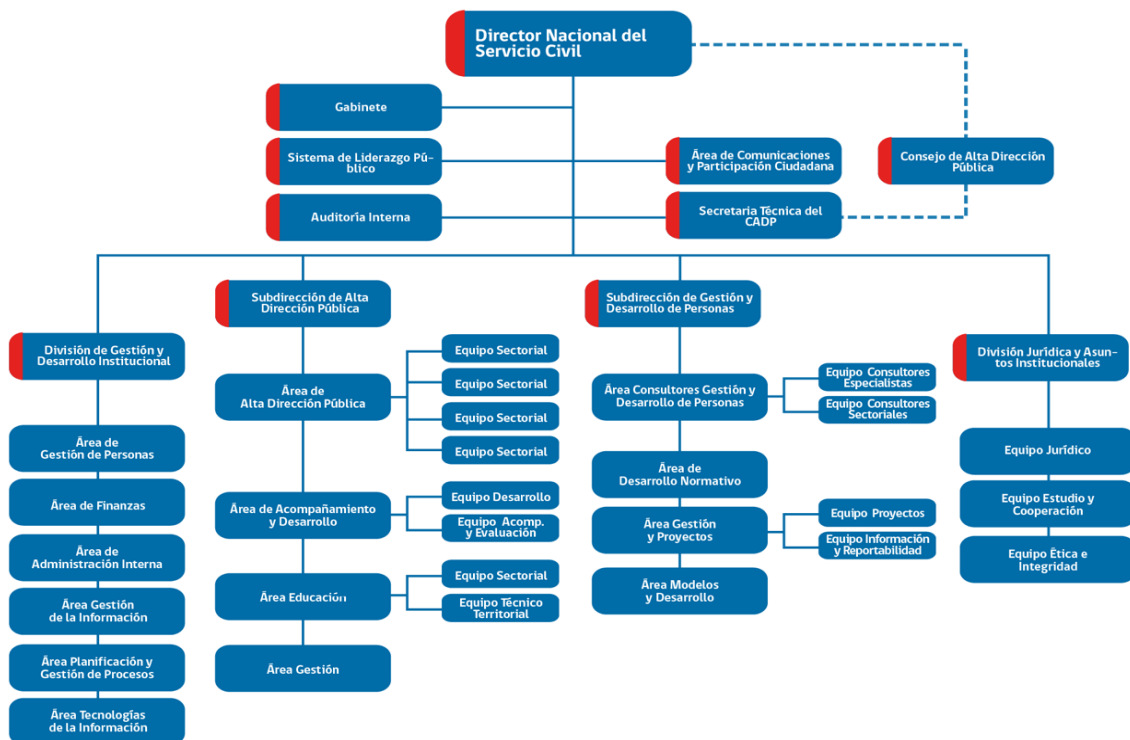 Director Nacional del
Servicio Civil
Gabinete
Sistema de Liderazgo Pú-
blico
Área de Comunicaciones
y Participación Ciudadana
Consejo de Alta Dirección
Pública
Auditoría Interna
Secretaria Técnica del
CADP
División de Gestión y
Desarrollo Institucional
Área de
Gestión de Personas
Área de Finanzas
Área de
Administración Interna
Área Gestión
de la Información
Área Planificación y
Gestión de Procesos
Área Tecnologías
de la Información
Subdirección de Alta
Dirección Pública
Área de
Alta Dirección Pública
Equipo Sectorial
Equipo Sectorial
Equipo Sectorial
Equipo Sectorial
Área de Acompañamiento
y Desarrollo
Equipo Desarrollo
Equipo Acomp.
y Evaluación
Área Educación
Equipo Sectorial
Equipo Técnico
Territorial
Área Gestión
Subdirección de Gestión y
Desarrollo de Personas
Área Consultores Gestión y
Desarrollo de Personas
Equipo Consultores
Especialistas
Equipo Consultores
Sectoriales
Área de
Desarrollo Normativo
Área Gestión
y Proyectos
Equipo Proyectos
Equipo Información
y Reportabilidad
Área Modelos
y Desarrollo
División Jurídica y Asun-
tos Institucionales
Equipo Jurídico
Equipo Estudio y
Cooperación
Equipo Ética e
Integridad